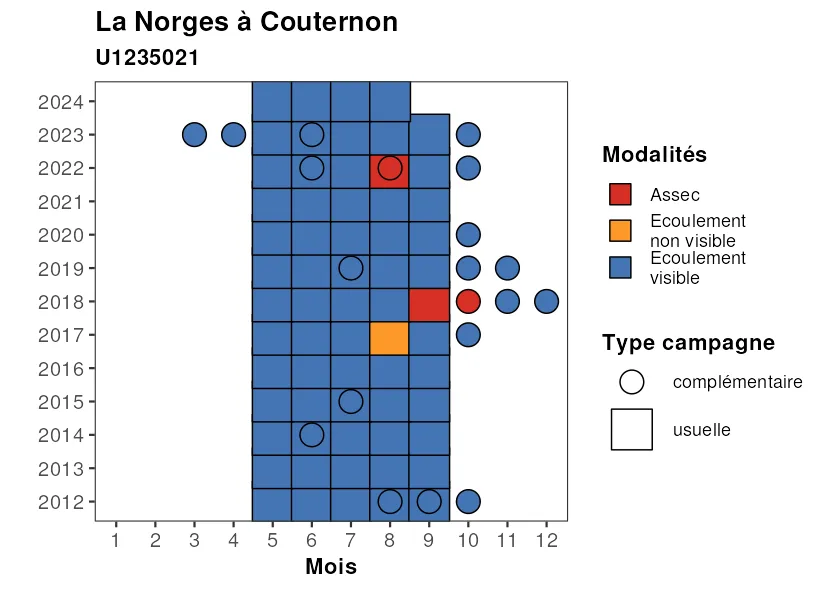 La Norges à Couternon
U1235021
2024
2023
2022
2021
2020
2019
2018
2017
2016
2015
2014
2013
2012
1 2 3 4 5 6 7 8 9 10 11 12
Mois
Modalités
Assec
Ecoulement
non visible
Ecoulement
visible
Type campagne
complémentaire
usuelle